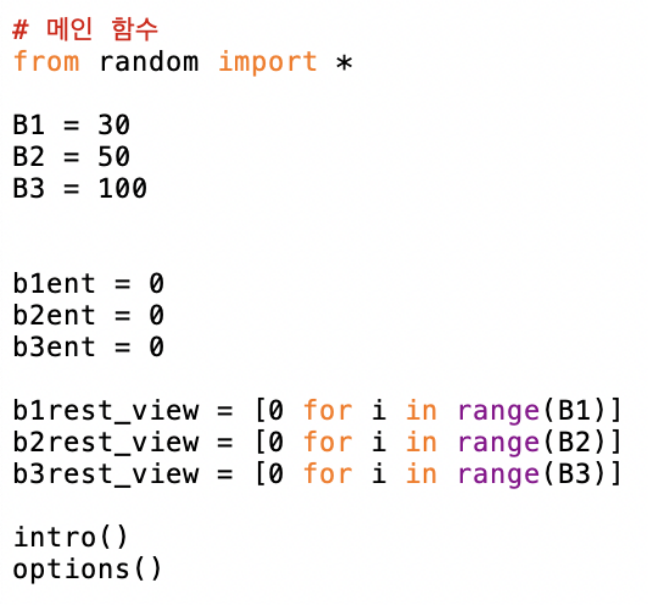 # 메인 함수
from random import *
B1 = 30
B2 = 50
B3 = 100
b1ent = 0
b2ent = 0
b3ent = 0
b1rest_view = [0 for i in range(B1)]
b2rest_view = [0 for i in range(B2)]
b3rest_view = [0 for i in range(B3)]
intro()
options()